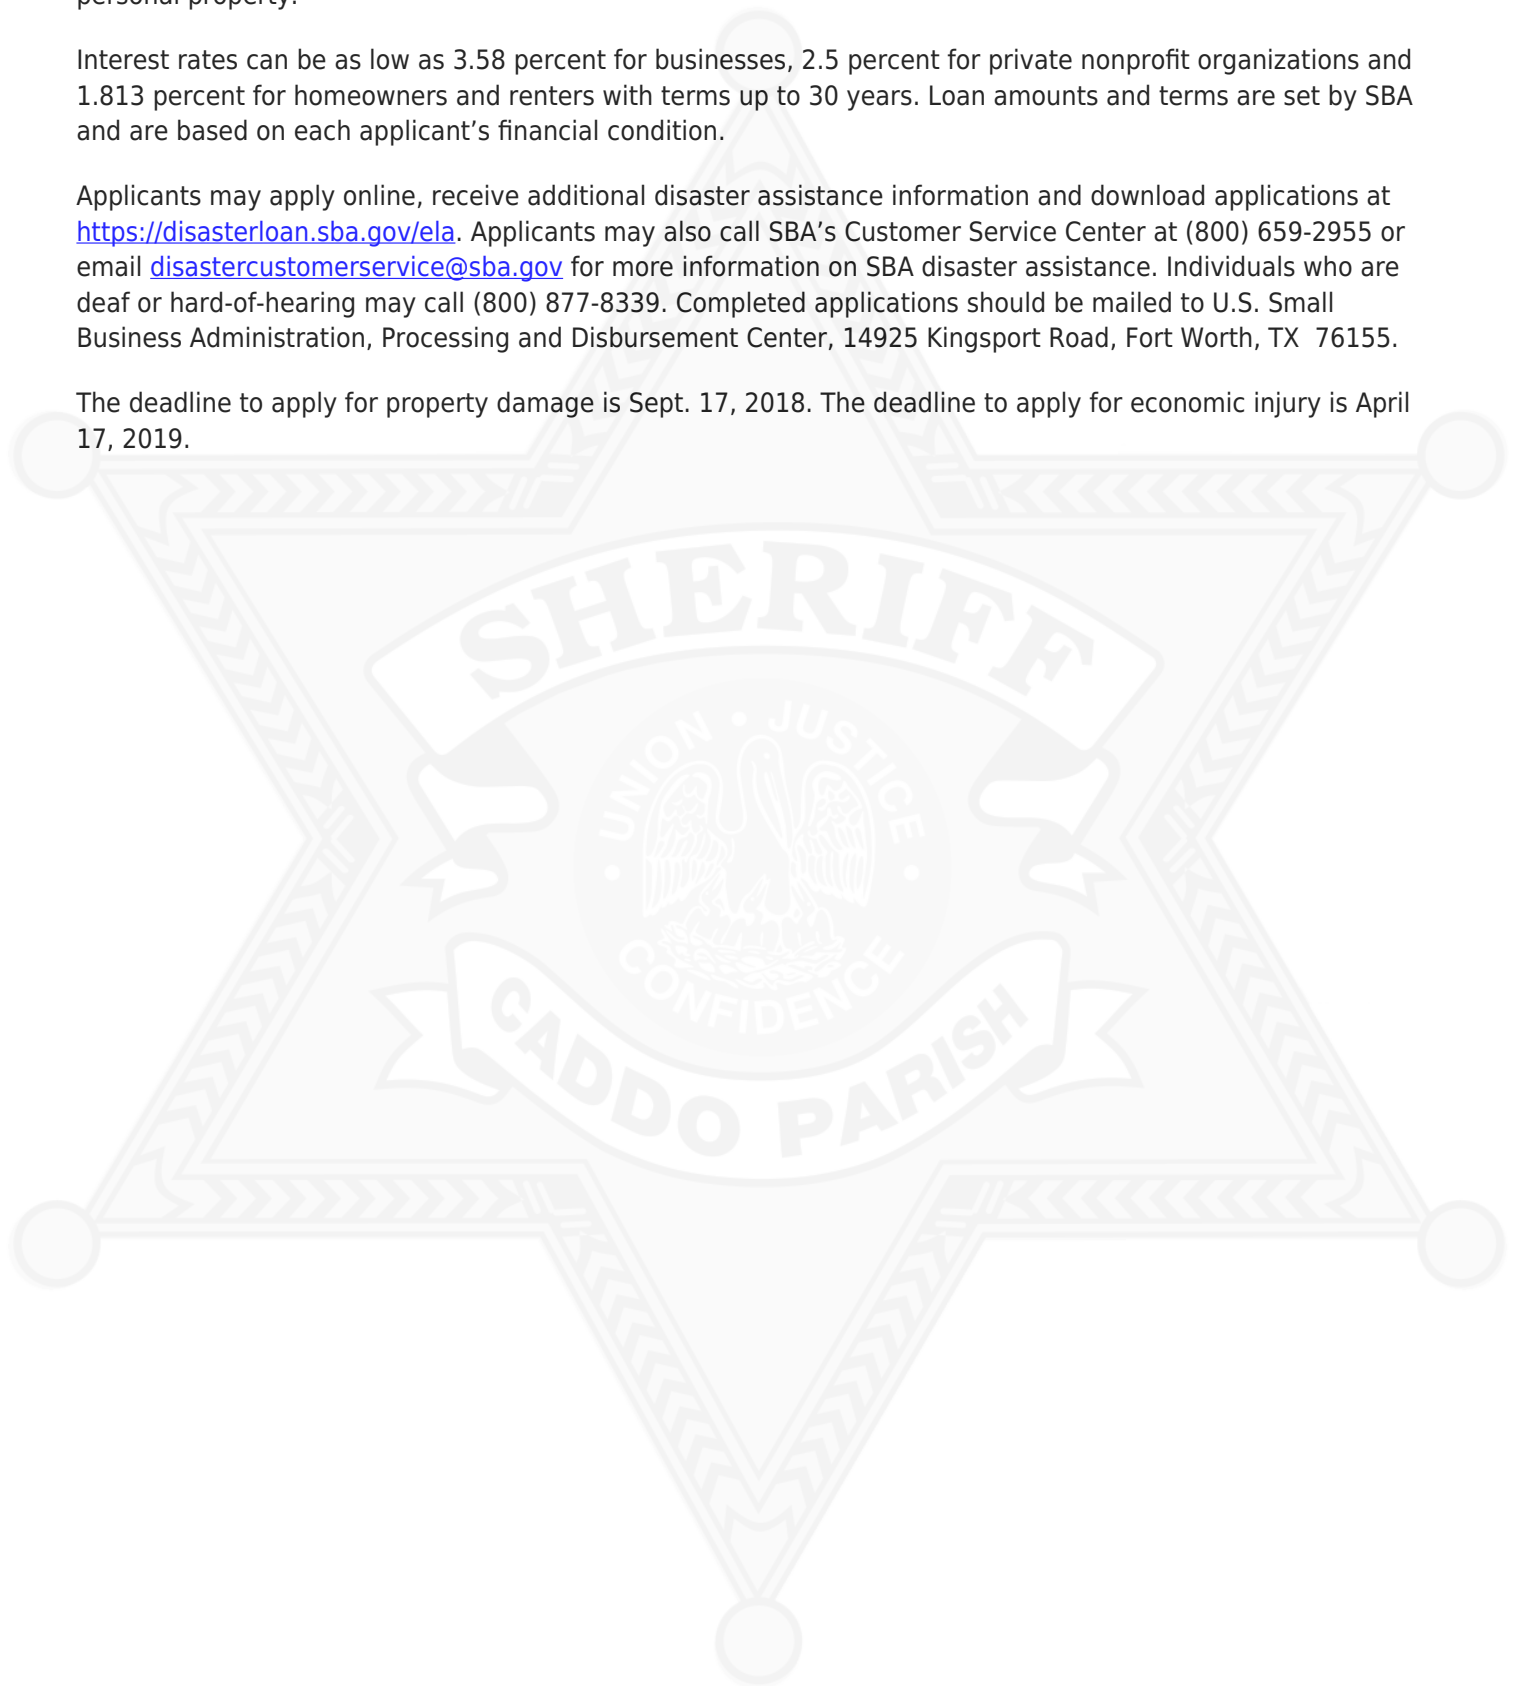 personal property.
Interest rates can be as low as 3.58 percent for businesses, 2.5 percent for private nonprofit organizations and
1.813 percent for homeowners and renters with terms up to 30 years. Loan amounts and terms are set by SBA
and are based on each applicant’s financial condition.
Applicants may apply online, receive additional disaster assistance information and download applications at
https://disasterloan.sba.gov/ela. Applicants may also call SBA’s Customer Service Center at (800) 659-2955 or
email disastercustomerservice@sba.gov for more information on SBA disaster assistance. Individuals who are
deaf or hard-of-hearing may call (800) 877-8339. Completed applications should be mailed to U.S. Small
Business Administration, Processing and Disbursement Center, 14925 Kingsport Road, Fort Worth, TX  76155.
The deadline to apply for property damage is Sept. 17, 2018. The deadline to apply for economic injury is April
17, 2019.
SHERIFF
UNION • JUSTICE
• CONFIDENCE •
CADDO PARISH